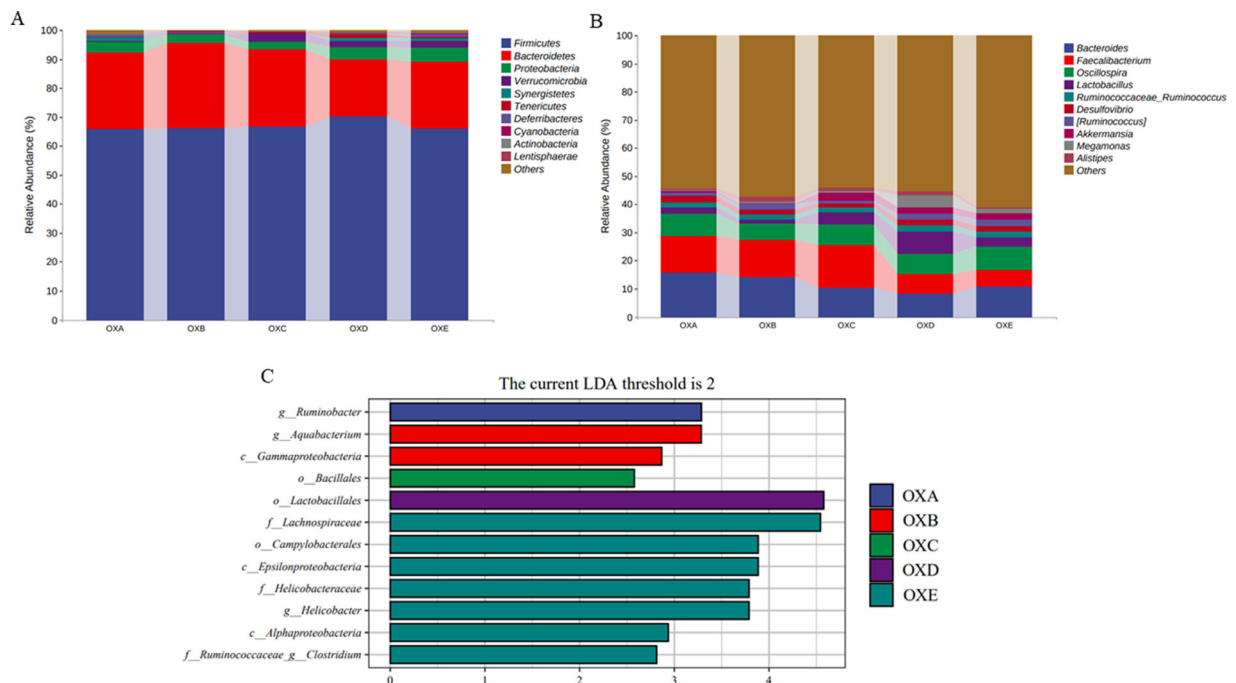 A
Relative Abundance (%)
100
90
80
70
60
50
40
30
20
10
0
OXA OXB OXC OXD OXE
Firmicutes
Bacteroidetes
Proteobacteria
Verrucomicrobia
Synergistetes
Tenericutes
Deferribacteres
Cyanobacteria
Actinobacteria
Lentisphaerae
Others
B
Relative Abundance (%)
100
90
80
70
60
50
40
30
20
10
0
OXA OXB OXC OXD OXE
Bacteroides
Faecalibacterium
Oscillospira
Lactobacillus
Ruminococcaceae_Ruminococcus
Desulfovibrio
[Ruminococcus]
Akkermansia
Megamonas
Alistipes
Others
C
The current LDA threshold is 2
g__Ruminobacter
g__Aquabacterium
c__Gammaproteobacteria
o__Bacillales
o__Lactobacillales
f__Lachnospiraceae
o__Campylobacterales
c__Epsilonproteobacteria
f__Helicobacteraceae
g__Helicobacter
c__Alphaproteobacteria
f__Ruminococcaceae_g__Clostridium
0 1 2 3 4
OXA
OXB
OXC
OXD
OXE